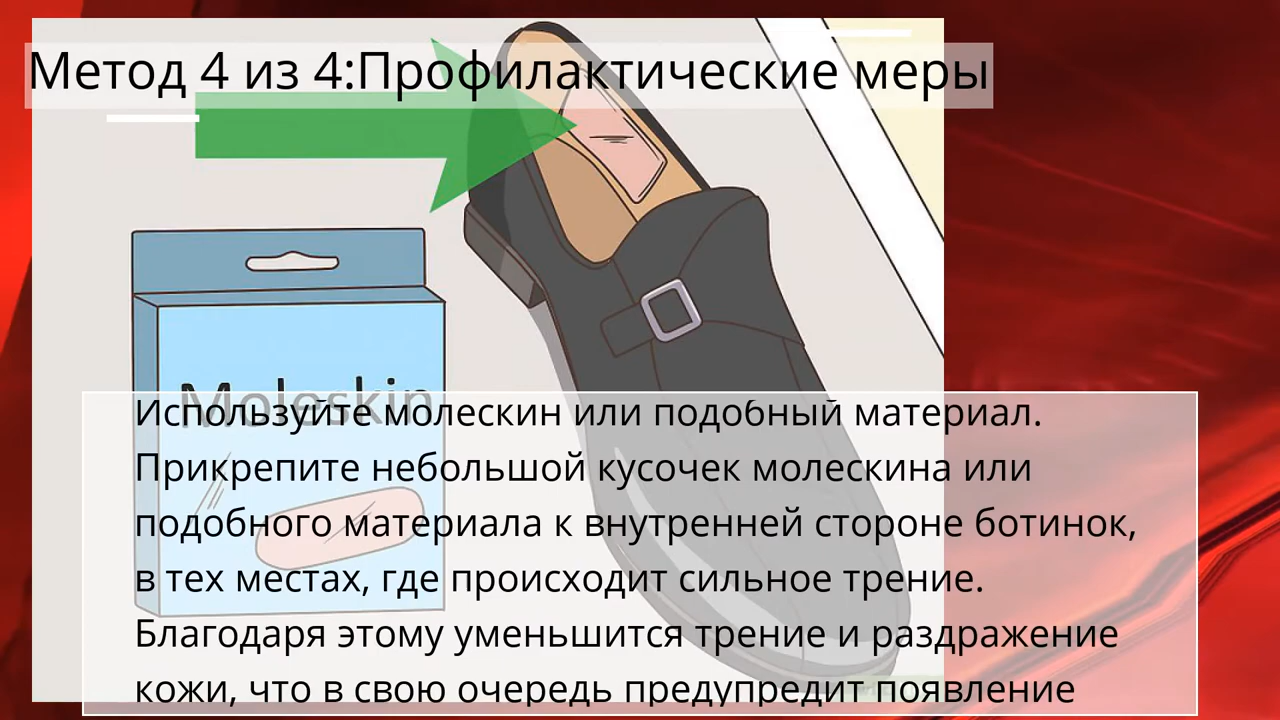 Метод 4 из 4:Профилактические меры
Moleskin
Используйте молескин или подобный материал.
Прикрепите небольшой кусочек молескина или
подобного материала к внутренней стороне ботинок,
в тех местах, где происходит сильное трение.
Благодаря этому уменьшится трение и раздражение
кожи, что в свою очередь предупредит появление